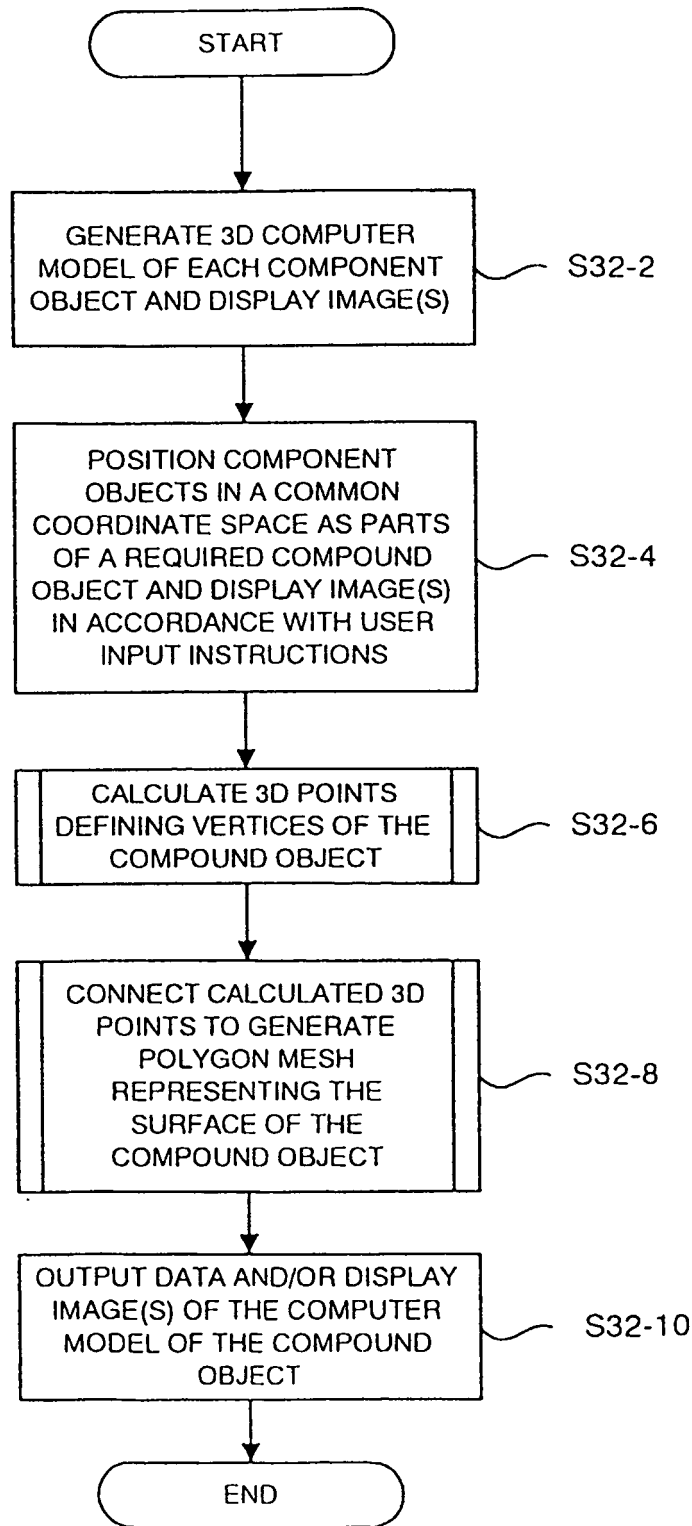 START
GENERATE 3D COMPUTER
MODEL OF EACH COMPONENT
OBJECT AND DISPLAY IMAGE(S)
S32-2
POSITION COMPONENT
OBJECTS IN A COMMON
COORDINATE SPACE AS PARTS
OF A REQUIRED COMPOUND
OBJECT AND DISPLAY IMAGE(S)
IN ACCORDANCE WITH USER
INPUT INSTRUCTIONS
S32-4
CALCULATE 3D POINTS
DEFINING VERTICES OF THE
COMPOUND OBJECT
S32-6
CONNECT CALCULATED 3D
POINTS TO GENERATE
POLYGON MESH
REPRESENTING THE
SURFACE OF THE
COMPOUND OBJECT
S32-8
OUTPUT DATA AND/OR DISPLAY
IMAGE(S) OF THE COMPUTER
MODEL OF THE COMPOUND
OBJECT
S32-10
END